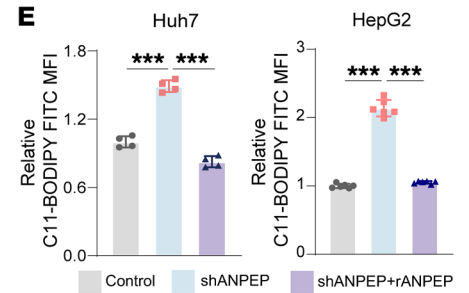 E
Huh7
HepG2
Relative
C11-BODIPY FITC MFI
1.8
1.2
0.6
0.0
*** ***
Relative
C11-BODIPY FITC MFI
3
2
1
0
*** ***
Control
shANPEP
shANPEP+rANPEP